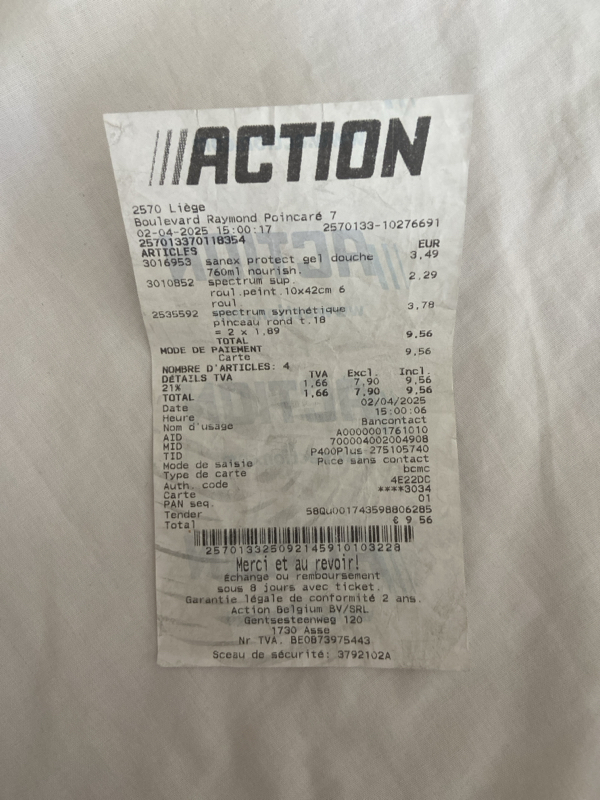 ACTION
2570 Liège
Boulevard Raymond Poincaré 7
02-04-2025 15:00:17 2570133-10276691
257013370118354
ARTICLES EUR
3016953 sanex protect gel douche 3,49
760ml nourish.
3010852 spectrum sup. 2.29
roul.peint.10x42cm 6
roul.
2535592 spectrum synthétique 3,78
pinceau rond t.18
= 2 x 1,89
TOTAL 9,56
MODE DE PAIEMENT
Carte 9,56
NOMBRE D'ARTICLES: 4
DÉTAILS TVA TVA Excl. Incl.
21% 1,66 7,90 9,56
TOTAL 1,66 7,90 9,56
Date 02/04/2025
Heure 15:00:06
Nom d'usage Bancontact
AID A0000001761010
MID 700004002004908
TID P400Plus-275105740
Mode de saisie Puce sans contact
Type de carte bcmc
Auth. code 4E22DC
Carte ****3034
PAN seq. 01
Tender 58Qu001743598806285
Total € 9 56
257013325092145910103228
Merci et au revoir!
Echange ou remboursement
sous 8 jours avec ticket.
Garantie légale de conformité 2 ans.
Action Belgium BV/SRL
Gentsesteenweg 120
1730 Asse
Nr TVA. BE0873975443
Sceau de sécurité: 3792102A